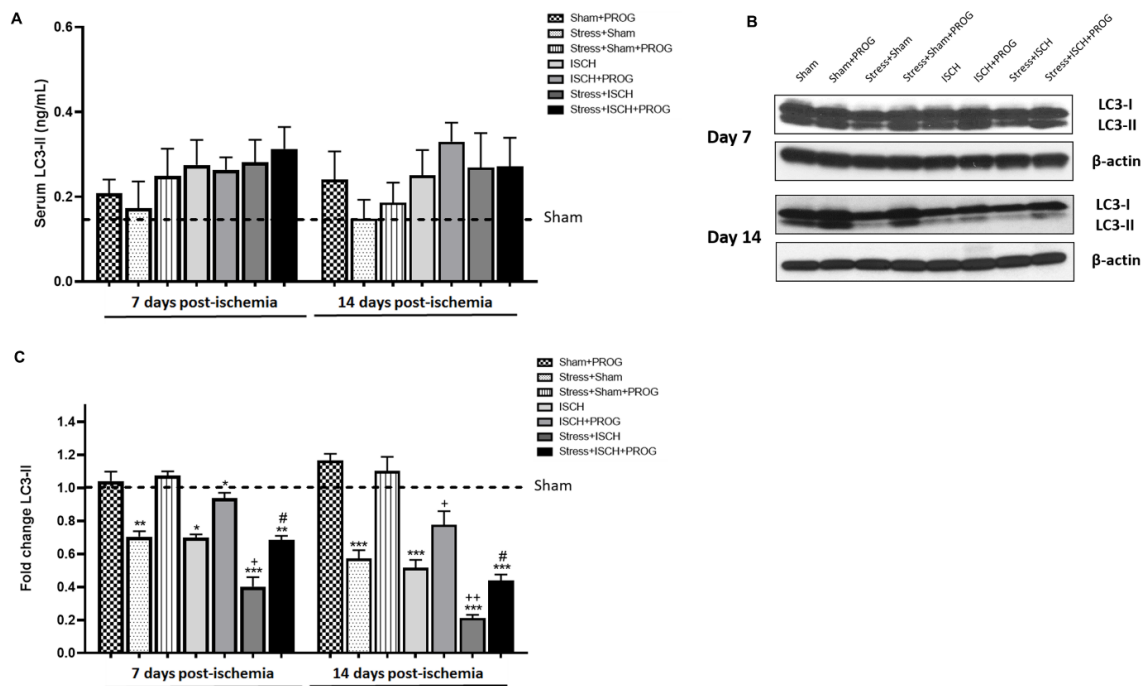 A
Sham+PROG
Stress+Sham
Stress+Sham+PROG
ISCH
ISCH+PROG
Stress+ISCH
Stress+ISCH+PROG
Serum LC3-II (ng/mL)
0.6
0.4
0.2
0.0
Sham
7 days post-ischemia
14 days post-ischemia
B
Sham
Sham+PROG
Stress+Sham
Stress+Sham+PROG
ISCH
ISCH+PROG
Stress+ISCH
Stress+ISCH+PROG
Day 7
LC3-I
LC3-II
β-actin
Day 14
LC3-I
LC3-II
β-actin
C
Sham+PROG
Stress+Sham
Stress+Sham+PROG
ISCH
ISCH+PROG
Stress+ISCH
Stress+ISCH+PROG
Fold change LC3-II
1.4
1.2
1.0
0.8
0.6
0.4
0.2
0.0
Sham
**
*
*
+
***
#
**
***
***
+
++
***
#
***
7 days post-ischemia
14 days post-ischemia